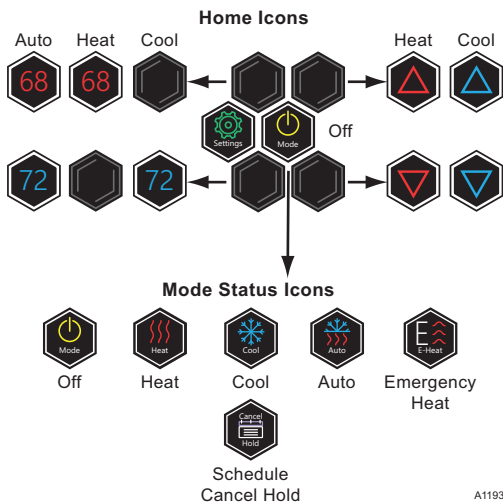 Home Icons
Auto Heat Cool Heat Cool
68 68
Settings Mode Off
72 72
Mode Status Icons
Mode Heat Cool Auto E E-Heat
Off Heat Cool Auto Emergency
Heat
Cancel
Hold
Schedule
Cancel Hold
A1193